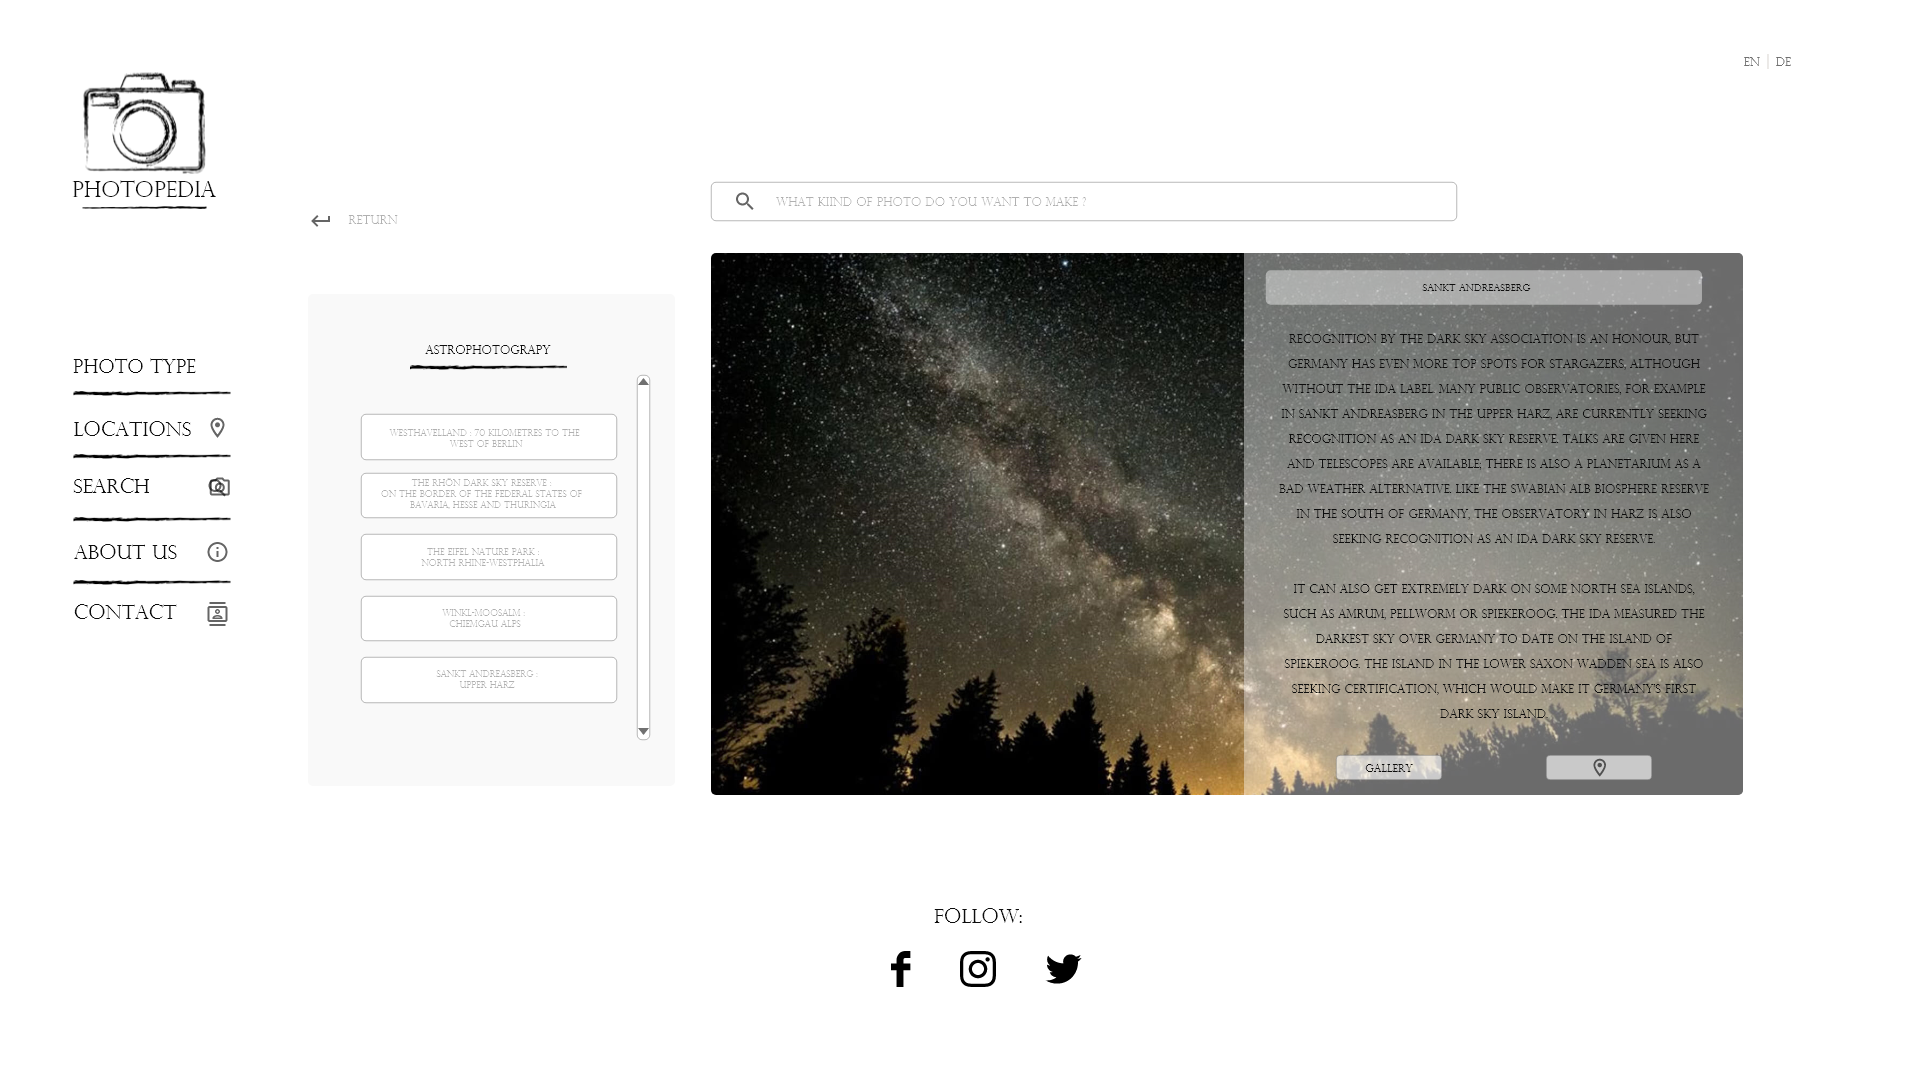 EN | DE
PHOTOPEDIA
WHAT KIIND OF PHOTO DO YOU WANT TO MAKE ?
RETURN
PHOTO TYPE
LOCATIONS
SEARCH
ABOUT US
CONTACT
ASTROPHOTOGRAPY
WESTHAVELLAND : 70 KILOMETRES TO THE
WEST OF BERLIN
THE RHÖN DARK SKY RESERVE :
ON THE BORDER OF THE FEDERAL STATES OF
BAVARIA, HESSE AND THURINGIA
THE EIFEL NATURE PARK :
NORTH RHINE-WESTPHALIA
WINKL-MOOSALM :
CHIEMGAU ALPS
SANKT ANDREASBERG :
UPPER HARZ
SANKT ANDREASBERG
RECOGNITION BY THE DARK SKY ASSOCIATION IS AN HONOUR, BUT
GERMANY HAS EVEN MORE TOP SPOTS FOR STARGAZERS, ALTHOUGH
WITHOUT THE IDA LABEL. MANY PUBLIC OBSERVATORIES, FOR EXAMPLE
IN SANKT ANDREASBERG IN THE UPPER HARZ, ARE CURRENTLY SEEKING
RECOGNITION AS AN IDA DARK SKY RESERVE. TALKS ARE GIVEN HERE
AND TELESCOPES ARE AVAILABLE; THERE IS ALSO A PLANETARIUM AS A
BAD WEATHER ALTERNATIVE. LIKE THE SWABIAN ALB BIOSPHERE RESERVE
IN THE SOUTH OF GERMANY, THE OBSERVATORY IN HARZ IS ALSO
SEEKING RECOGNITION AS AN IDA DARK SKY RESERVE.
IT CAN ALSO GET EXTREMELY DARK ON SOME NORTH SEA ISLANDS,
SUCH AS AMRUM, PELLWORM OR SPIEKEROOG. THE IDA MEASURED THE
DARKEST SKY OVER GERMANY TO DATE ON THE ISLAND OF
SPIEKEROOG. THE ISLAND IN THE LOWER SAXON WADDEN SEA IS ALSO
SEEKING CERTIFICATION, WHICH WOULD MAKE IT GERMANY'S FIRST
DARK SKY ISLAND.
GALLERY
FOLLOW: